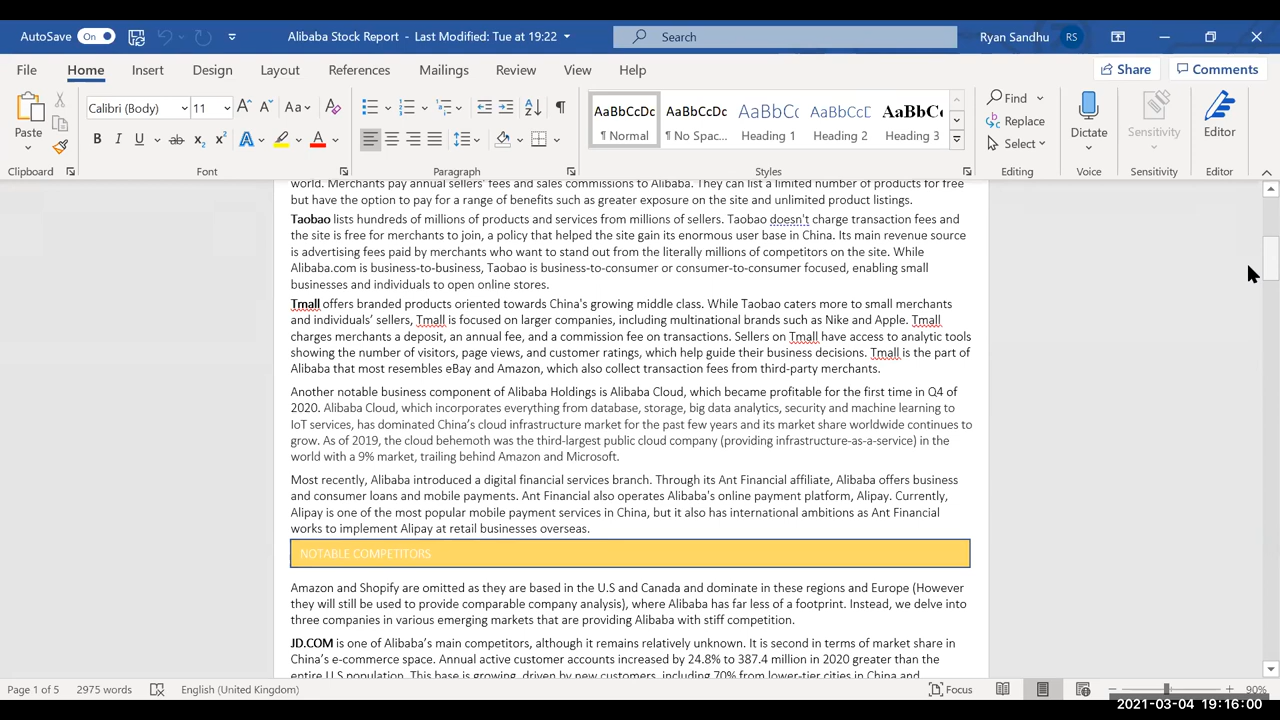 AutoSave On Alibaba Stock Report - Last Modified: Tue at 19:22 Search Ryan Sandhu RS
File Home Insert Design Layout References Mailings Review View Help Share Comments
Calibri (Body) 11 Aa AaBbCcDc AaBbCcDc AaBbCc AaBbCcD AaBbCc Find
Paste B I U ab x₂ x² A A ¶ Normal ¶ No Spac... Heading 1 Heading 2 Heading 3 Replace Dictate Sensitivity Editor
Select
Clipboard Font Paragraph Styles Editing Voice Sensitivity Editor
world. Merchants pay annual sellers' fees and sales commissions to Alibaba. They can list a limited number of products for free
but have the option to pay for a range of benefits such as greater exposure on the site and unlimited product listings.
Taobao lists hundreds of millions of products and services from millions of sellers. Taobao doesn't charge transaction fees and
the site is free for merchants to join, a policy that helped the site gain its enormous user base in China. Its main revenue source
is advertising fees paid by merchants who want to stand out from the literally millions of competitors on the site. While
Alibaba.com is business-to-business, Taobao is business-to-consumer or consumer-to-consumer focused, enabling small
businesses and individuals to open online stores.
Tmall offers branded products oriented towards China's growing middle class. While Taobao caters more to small merchants
and individuals’ sellers, Tmall is focused on larger companies, including multinational brands such as Nike and Apple. Tmall
charges merchants a deposit, an annual fee, and a commission fee on transactions. Sellers on Tmall have access to analytic tools
showing the number of visitors, page views, and customer ratings, which help guide their business decisions. Tmall is the part of
Alibaba that most resembles eBay and Amazon, which also collect transaction fees from third-party merchants.
Another notable business component of Alibaba Holdings is Alibaba Cloud, which became profitable for the first time in Q4 of
2020. Alibaba Cloud, which incorporates everything from database, storage, big data analytics, security and machine learning to
IoT services, has dominated China’s cloud infrastructure market for the past few years and its market share worldwide continues to
grow. As of 2019, the cloud behemoth was the third-largest public cloud company (providing infrastructure-as-a-service) in the
world with a 9% market, trailing behind Amazon and Microsoft.
Most recently, Alibaba introduced a digital financial services branch. Through its Ant Financial affiliate, Alibaba offers business
and consumer loans and mobile payments. Ant Financial also operates Alibaba's online payment platform, Alipay. Currently,
Alipay is one of the most popular mobile payment services in China, but it also has international ambitions as Ant Financial
works to implement Alipay at retail businesses overseas.
NOTABLE COMPETITORS
Amazon and Shopify are omitted as they are based in the U.S and Canada and dominate in these regions and Europe (However
they will still be used to provide comparable company analysis), where Alibaba has far less of a footprint. Instead, we delve into
three companies in various emerging markets that are providing Alibaba with stiff competition.
JD.COM is one of Alibaba’s main competitors, although it remains relatively unknown. It is second in terms of market share in
China’s e-commerce space. Annual active customer accounts increased by 24.8% to 387.4 million in 2020 greater than the
entire U.S population. This base is growing, driven by new customers, including 70% from lower-tier cities in China and
Page 1 of 5 2975 words English (United Kingdom) Focus 90%
2021-03-04 19:16:00